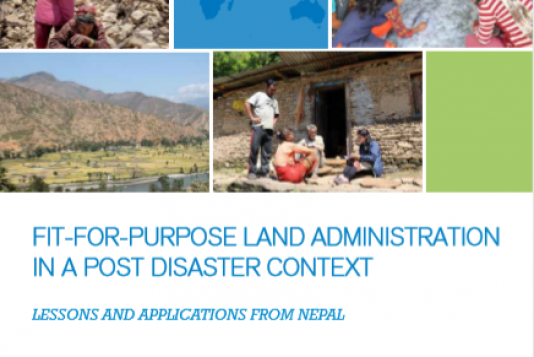 FIT-FOR-PURPOSE LAND ADMINISTRATION
IN A POST DISASTER CONTEXT
LESSONS AND APPLICATIONS FROM NEPAL